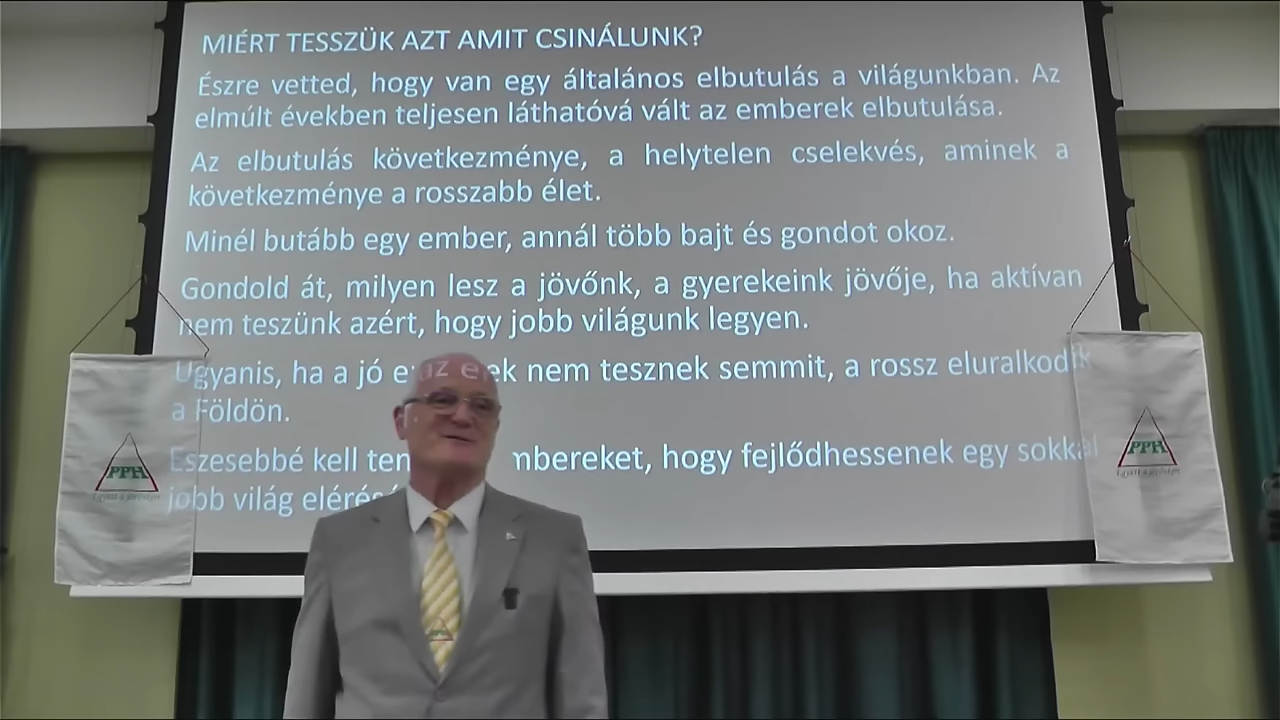 MIÉRT TESSZÜK AZT AMIT CSINÁLUNK?
Észre vetted, hogy van egy általános elbutulás a világunkban. Az
elmúlt években teljesen láthatóvá vált az emberek elbutulása.
Az elbutulás következménye, a helytelen cselekvés, aminek a
következménye a rosszabb élet.
Minél butább egy ember, annál több bajt és gondot okoz.
Gondold át, milyen lesz a jövőnk, a gyerekeink jövője, ha aktívan
nem teszünk azért, hogy jobb világunk legyen.
Ugyanis, ha a jó nem tesznek semmit, a rossz eluralkodik
a Földön.
Eszesebbé kell hogy fejlődhessenek egy sokkal
jobb világ
PPH
PPH